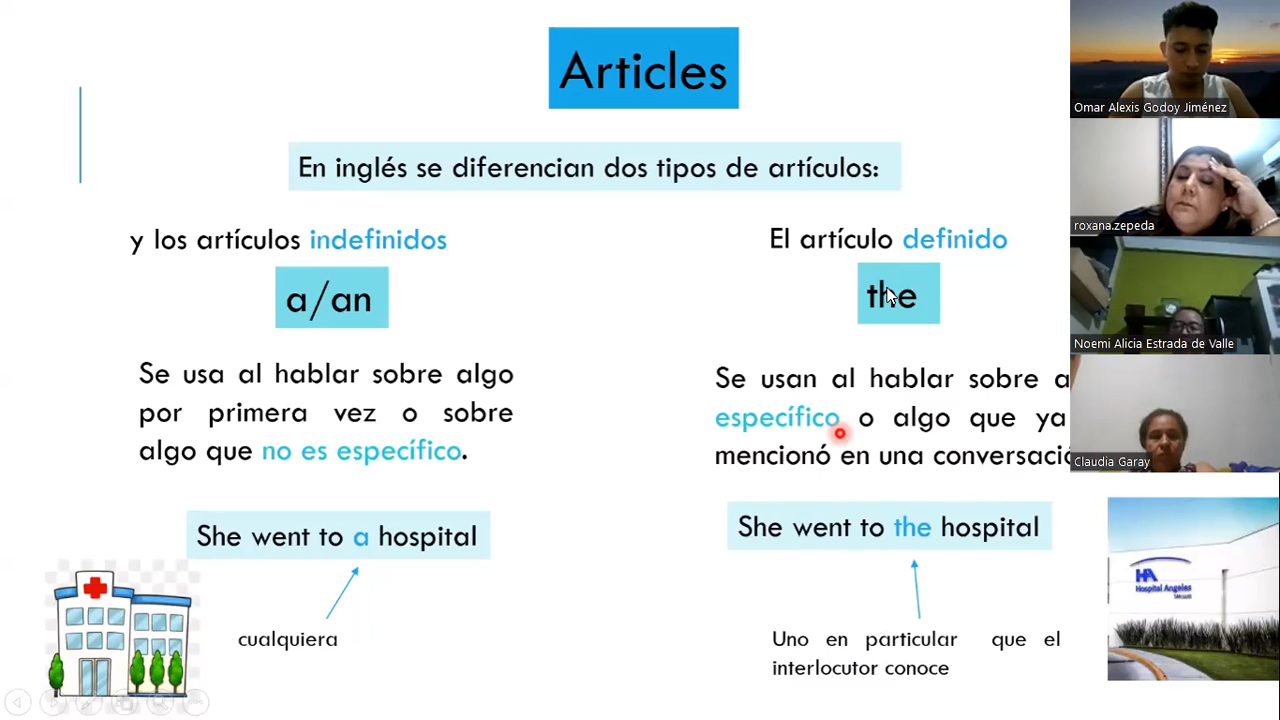 Articles
En inglés se diferencian dos tipos de artículos:
y los artículos indefinidos
a/an
Se usa al hablar sobre algo
por primera vez o sobre
algo que no es específico.
She went to a hospital
cualquiera
El artículo definido
the
Se usan al hablar sobre a
específico o algo que ya
mencionó en una conversació
She went to the hospital
Uno en particular que el
interlocutor conoce
HA
Hospital Angeles
Omar Alexis Godoy Jiménez
roxana.zepeda
Noemi Alicia Estrada de Valle
Claudia Garay